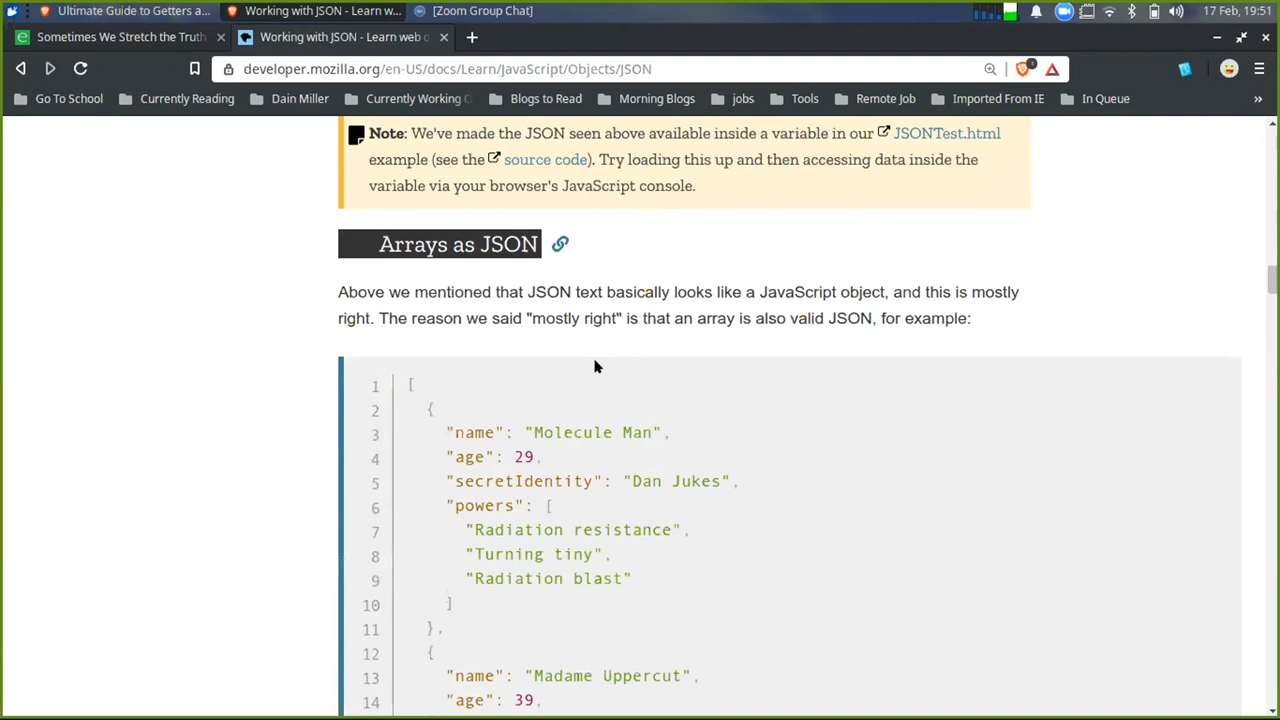 Ultimate Guide to Getters a... Working with JSON - Learn w... [Zoom Group Chat] 17 Feb, 19:51
Sometimes We Stretch the Truth Working with JSON - Learn web
developer.mozilla.org/en-US/docs/Learn/JavaScript/Objects/JSON 1
Go To School Currently Reading Dain Miller Currently Working Blogs to Read Morning Blogs jobs Tools Remote Job Imported From IE In Queue »
Note: We've made the JSON seen above available inside a variable in our JSONTest.html
example (see the source code). Try loading this up and then accessing data inside the
variable via your browser's JavaScript console.
Arrays as JSON
Above we mentioned that JSON text basically looks like a JavaScript object, and this is mostly
right. The reason we said "mostly right" is that an array is also valid JSON, for example:
1 [
2 {
3 "name": "Molecule Man",
4 "age": 29,
5 "secretIdentity": "Dan Jukes",
6 "powers": [
7 "Radiation resistance",
8 "Turning tiny",
9 "Radiation blast"
10 ]
11 },
12 {
13 "name": "Madame Uppercut",
14 "age": 39,